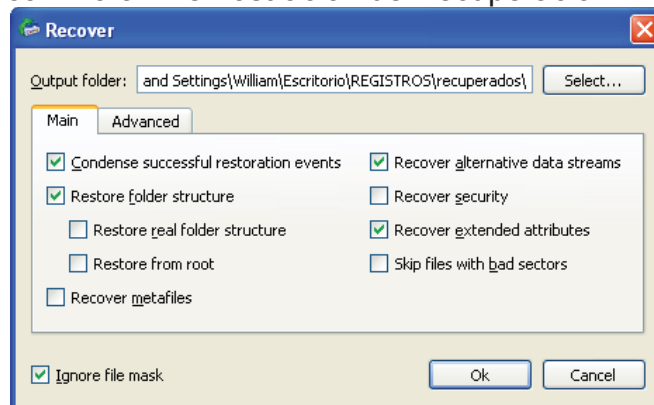 Recover
Output folder: and Settings\William\Escritorio\REGISTROS\recuperados\ Select...
Main Advanced
Condense successful restoration events Recover alternative data streams
Restore folder structure Recover security
Restore real folder structure Recover extended attributes
Restore from root Skip files with bad sectors
Recover metafiles
Ignore file mask Ok Cancel